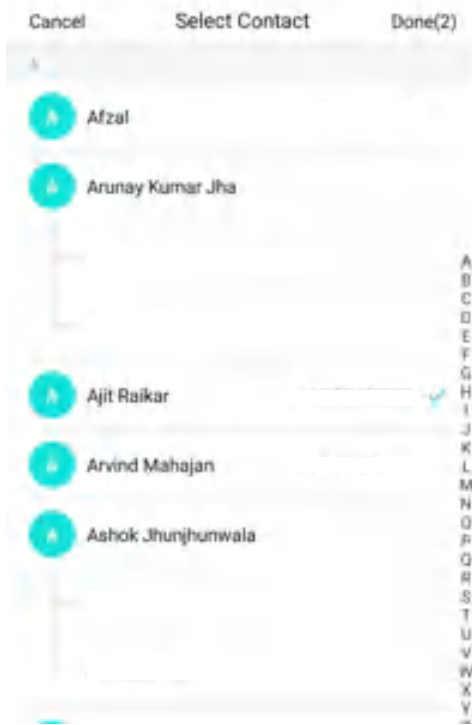 Cancel Select Contact Done(2)
A
A Afzal
A Arunay Kumar Jha
A Ajit Raikar
A Arvind Mahajan
A Ashok Jhunjhunwala
A
B
C
D
E
F
G
H
I
J
K
L
M
N
O
P
Q
R
S
T
U
V
W
X
Y